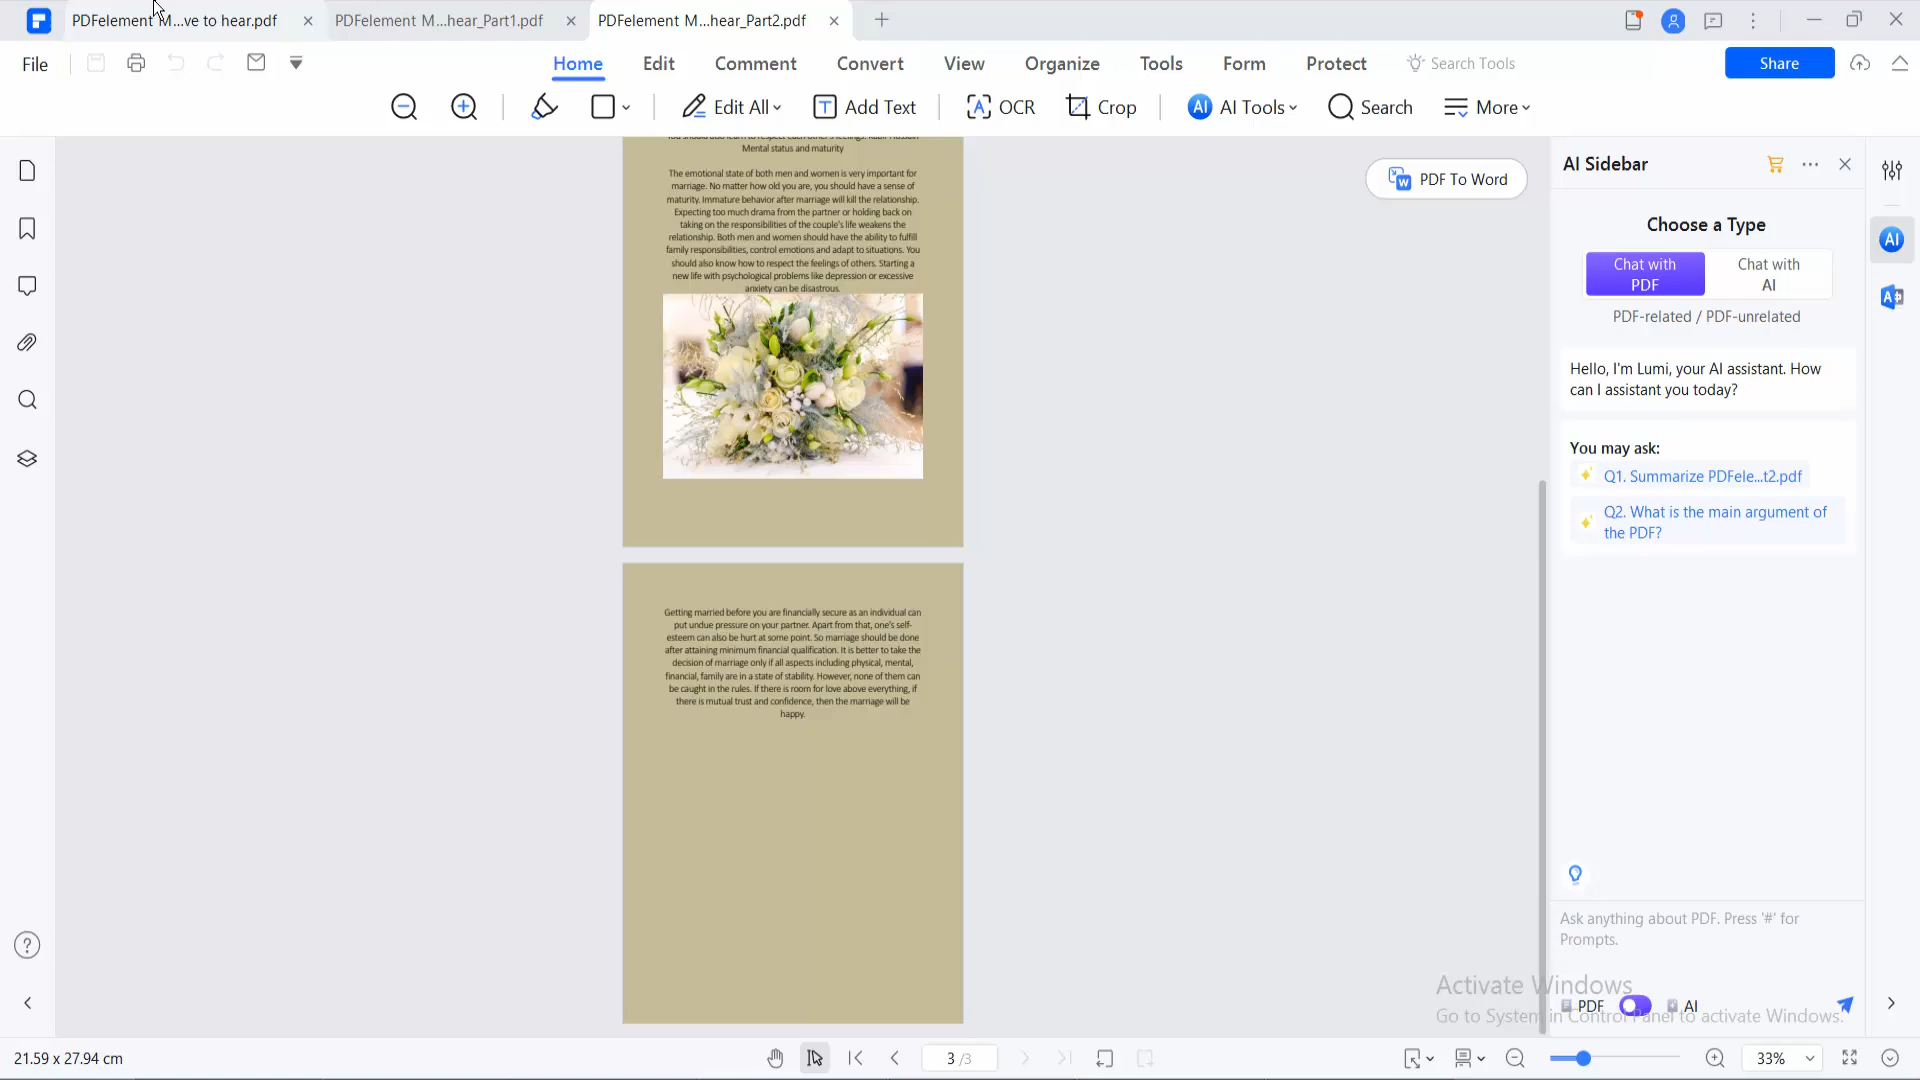 PDFelement M...ve to hear.pdf
PDFelement M...hear_Part1.pdf
PDFelement M...hear_Part2.pdf
File
Home
Edit
Comment
Convert
View
Organize
Tools
Form
Protect
Search Tools
Share
Edit All
Add Text
OCR
Crop
AI Tools
Search
More
Mental status and maturity
The emotional state of both men and women is very important for
marriage. No matter how old you are, you should have a sense of
maturity. Immature behavior after marriage will kill the relationship.
Expecting too much drama from the partner or holding back on
taking on the responsibilities of the couple's life weakens the
relationship. Both men and women should have the ability to fulfill
family responsibilities, control emotions and adapt to situations. You
should also know how to respect the feelings of others. Starting a
new life with psychological problems like depression or excessive
anxiety can be disastrous.
Getting married before you are financially secure as an individual can
put undue pressure on your partner. Apart from that, one's self-
esteem can also be hurt at some point. So marriage should be done
after attaining minimum financial qualification. It is better to take the
decision of marriage only if all aspects including physical, mental,
financial, family are in a state of stability. However, none of them can
be caught in the rules. If there is room for love above everything, if
there is mutual trust and confidence, then the marriage will be
happy.
PDF To Word
AI Sidebar
Choose a Type
Chat with
PDF
Chat with
AI
PDF-related / PDF-unrelated
Hello, I'm Lumi, your AI assistant. How
can I assistant you today?
You may ask:
Q1. Summarize PDFele...t2.pdf
Q2. What is the main argument of
the PDF?
Ask anything about PDF. Press '#' for
Prompts.
PDF
AI
Activate Windows
Go to System in Control Panel to activate Windows.
21.59 x 27.94 cm
3 /3
33%